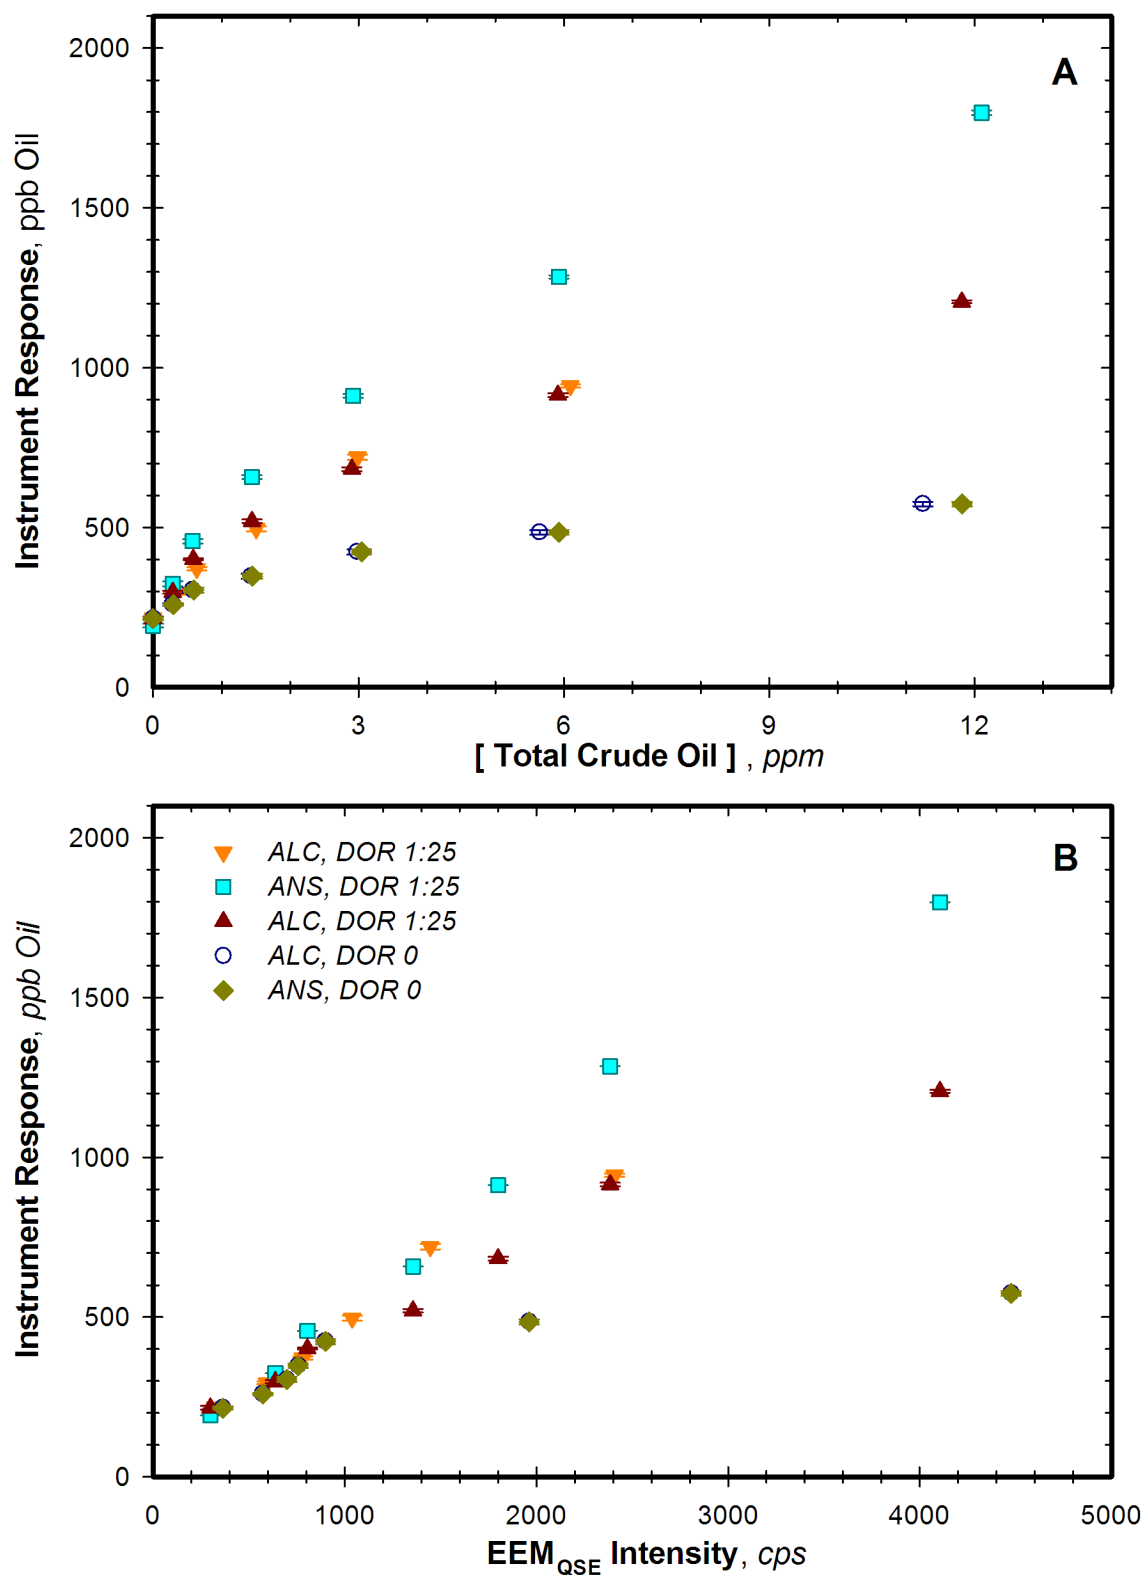 A
2000
1500
1000
500
0
Instrument Response, ppb Oil
0 3 6 9 12
[ Total Crude Oil ] , ppm
B
2000
1500
1000
500
0
Instrument Response, ppb Oil
ALC, DOR 1:25
ANS, DOR 1:25
ALC, DOR 1:25
ALC, DOR 0
ANS, DOR 0
0 1000 2000 3000 4000 5000
EEMQSE Intensity, cps